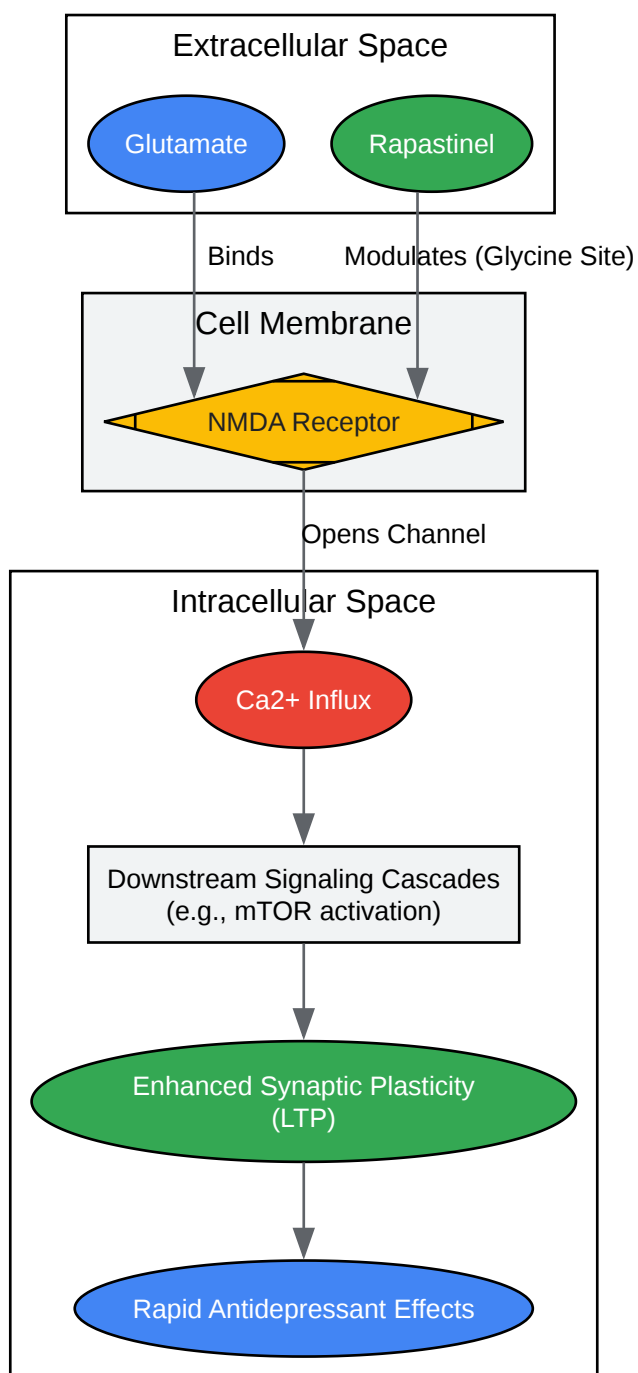 Extracellular Space
Glutamate
Rapastinel
Binds
Modulates (Glycine Site)
Cell Membrane
NMDA Receptor
Opens Channel
Intracellular Space
Ca2+ Influx
Downstream Signaling Cascades
(e.g., mTOR activation)
Enhanced Synaptic Plasticity
(LTP)
Rapid Antidepressant Effects